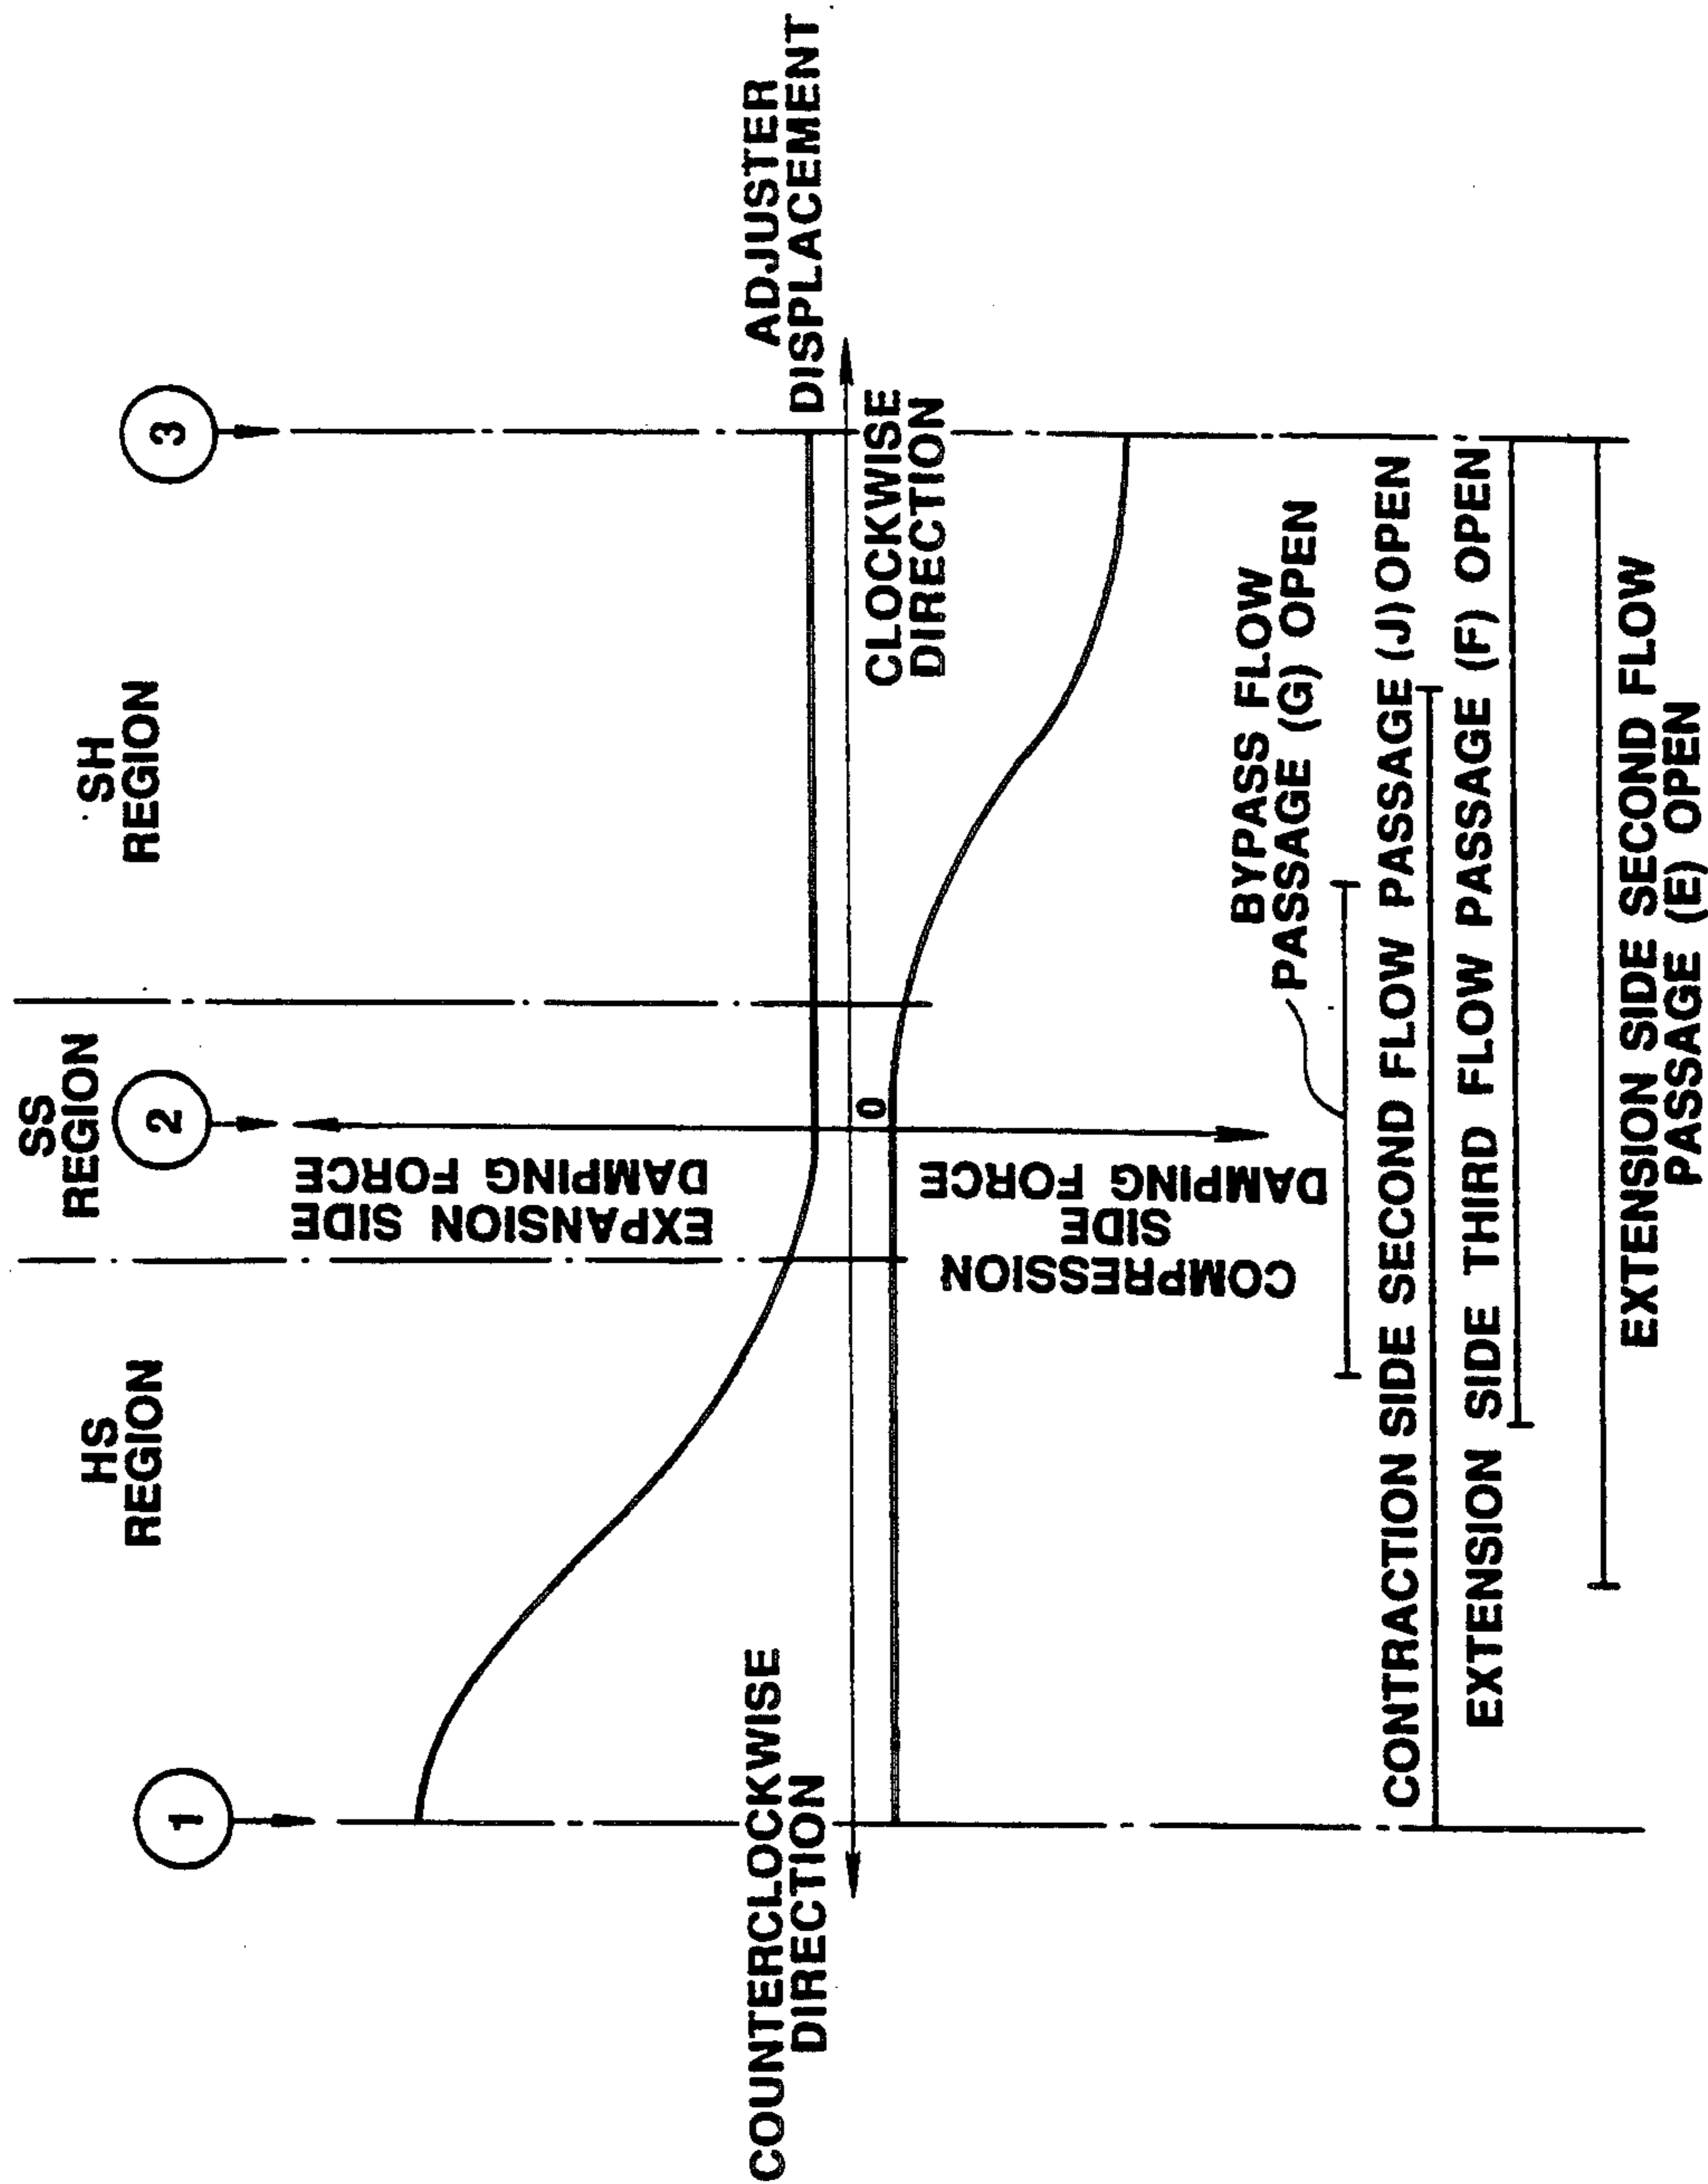 HS
REGION
SS
REGION
SH
REGION
1
2
3
EXPANSION SIDE
DAMPING FORCE
ADJUSTER
DISPLACEMENT
COUNTERCLOCKWISE
DIRECTION
0
CLOCKWISE
DIRECTION
COMPRESSION
SIDE
DAMPING FORCE
BYPASS FLOW
PASSAGE (G) OPEN
CONTRACTION SIDE SECOND FLOW PASSAGE (J) OPEN
EXTENSION SIDE THIRD FLOW PASSAGE (F) OPEN
EXTENSION SIDE SECOND FLOW
PASSAGE (E) OPEN